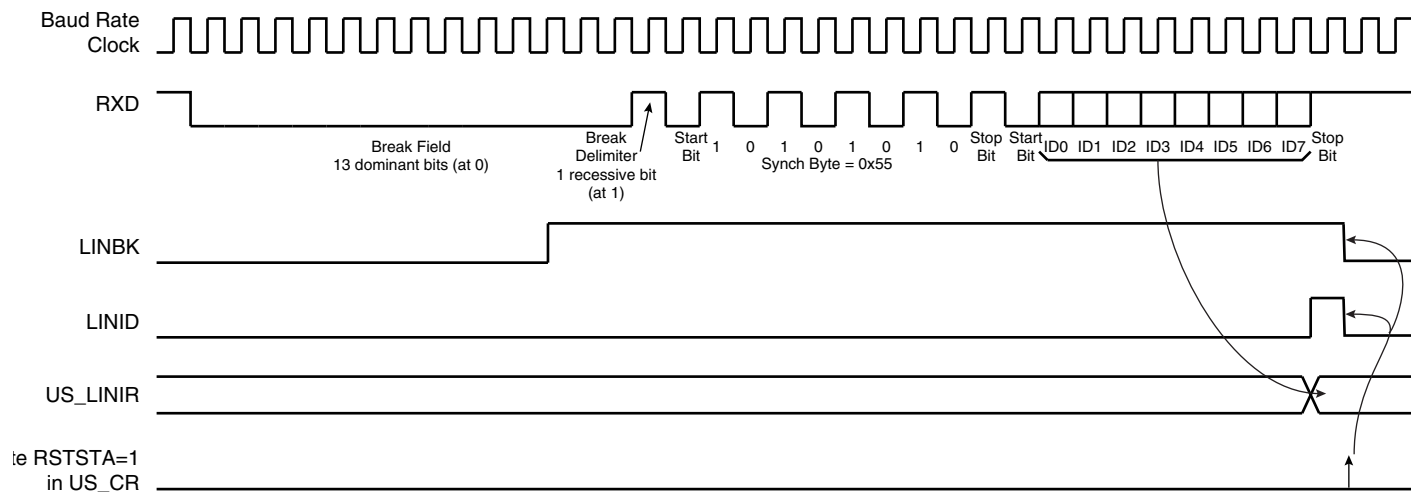 Baud Rate
Clock
RXD
Break Field
13 dominant bits (at 0)
Break
Delimiter
1 recessive bit
(at 1)
Start
Bit
1 0 1 0 1 0 1 0
Synch Byte = 0x55
Stop
Bit
Start
Bit
ID0 ID1 ID2 ID3 ID4 ID5 ID6 ID7
Stop
Bit
LINBK
LINID
US_LINIR
te RSTSTA=1
in US_CR